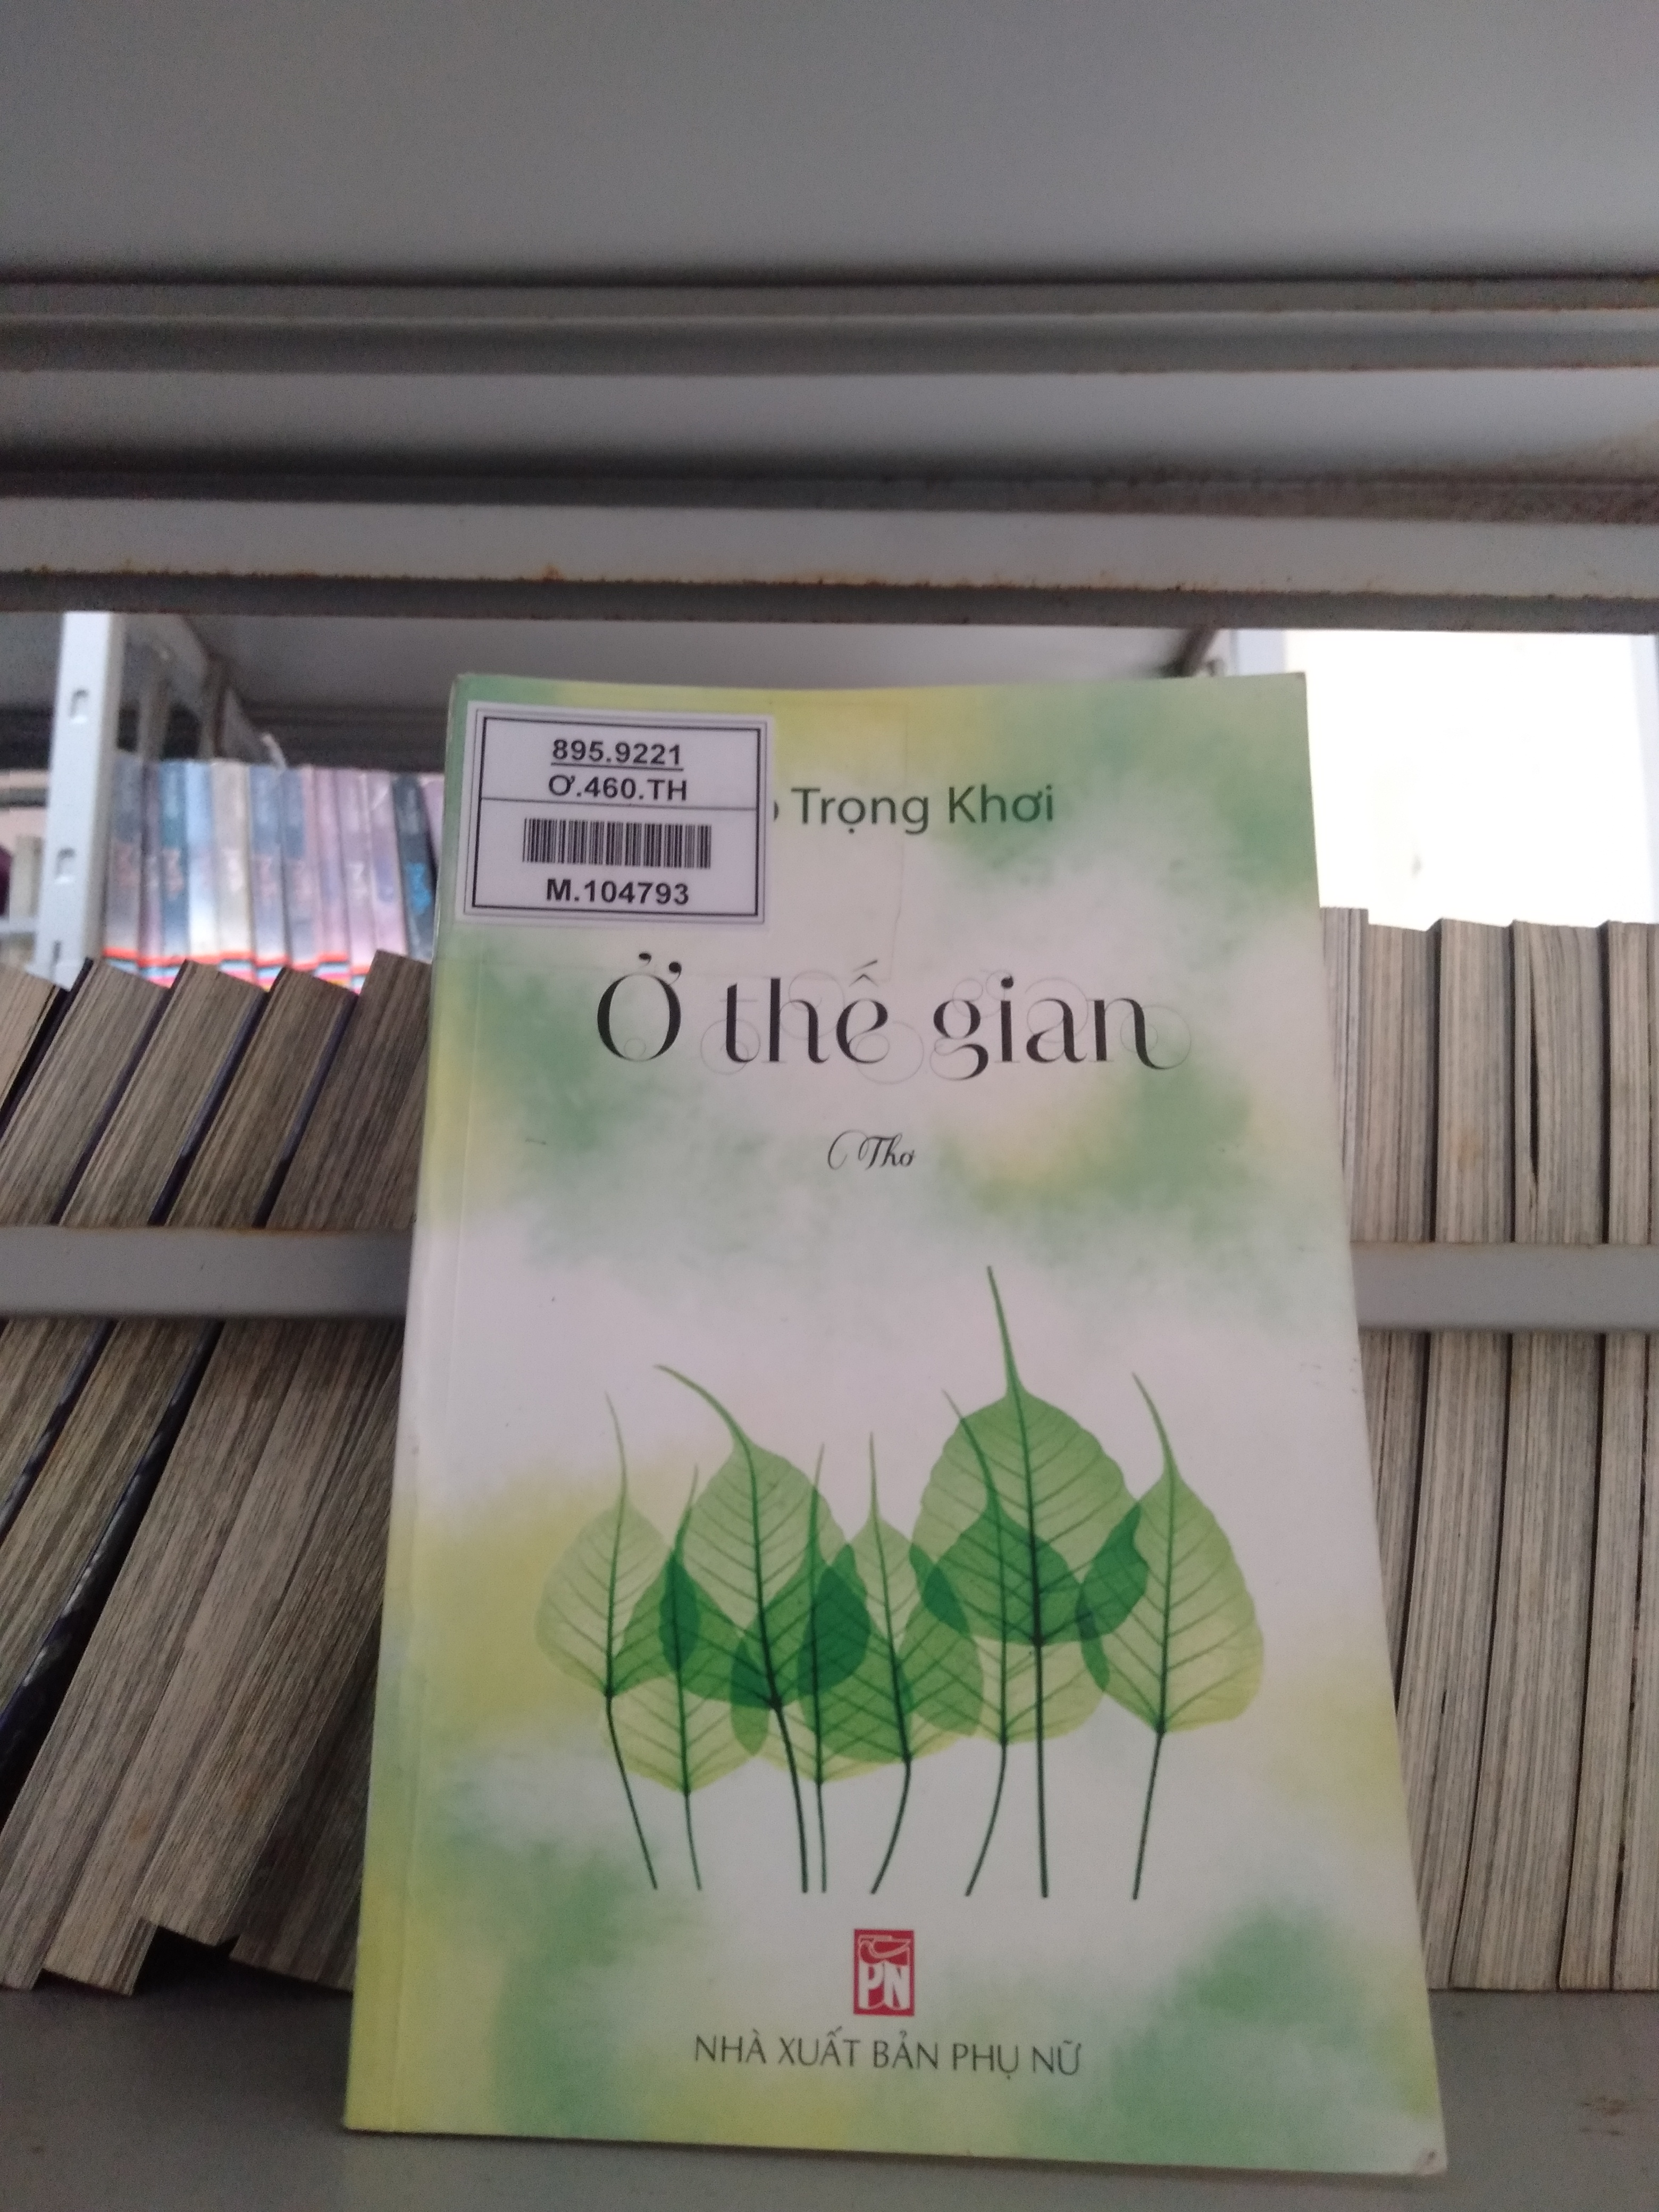 895.9221
Ơ.460.TH
M.104793
Trọng Khơi
Ở thế gian
Thơ
PN
NHÀ XUẤT BẢN PHỤ NỮ